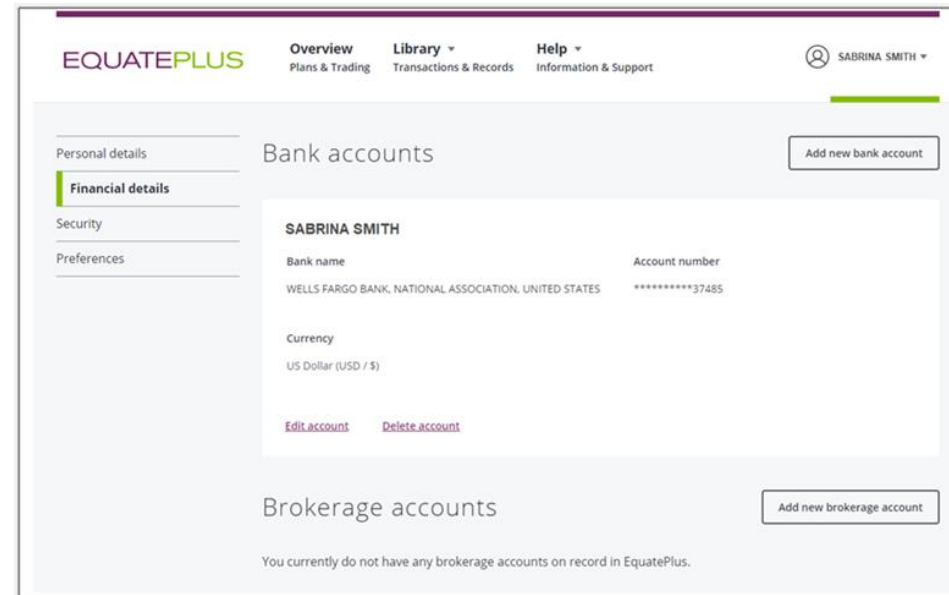 EQUATEPLUS
Overview
Plans & Trading
Library
Transactions & Records
Help
Information & Support
SABRINA SMITH
Personal details
Financial details
Security
Preferences
Bank accounts
Add new bank account
SABRINA SMITH
Bank name
Account number
WELLS FARGO BANK, NATIONAL ASSOCIATION, UNITED STATES
**********37485
Currency
US Dollar (USD / $)
Edit account
Delete account
Brokerage accounts
Add new brokerage account
You currently do not have any brokerage accounts on record in EquatePlus.